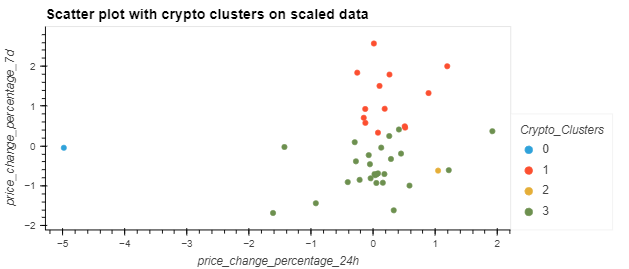 Scatter plot with crypto clusters on scaled data
price_change_percentage_7d
2
1
0
−1
−2
−5 −4 −3 −2 −1 0 1 2
price_change_percentage_24h
Crypto_Clusters
0
1
2
3